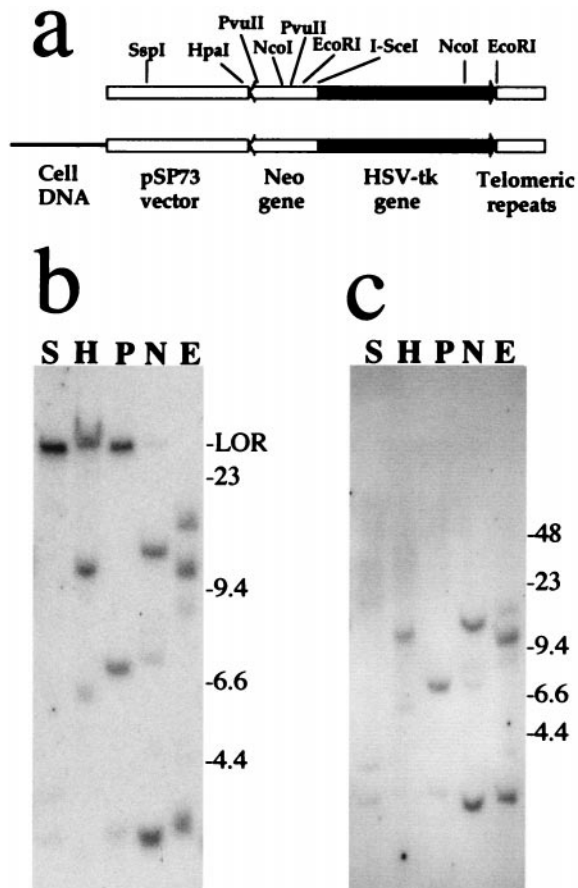 a
SspI HpaI PvuII NcoI PvuII EcoRI I-SceI NcoI EcoRI
Cell DNA
pSP73 vector
Neo gene
HSV-tk gene
Telomeric repeats
b
S H P N E
-LOR
-23
-9.4
-6.6
-4.4
c
S H P N E
-48
-23
-9.4
-6.6
-4.4